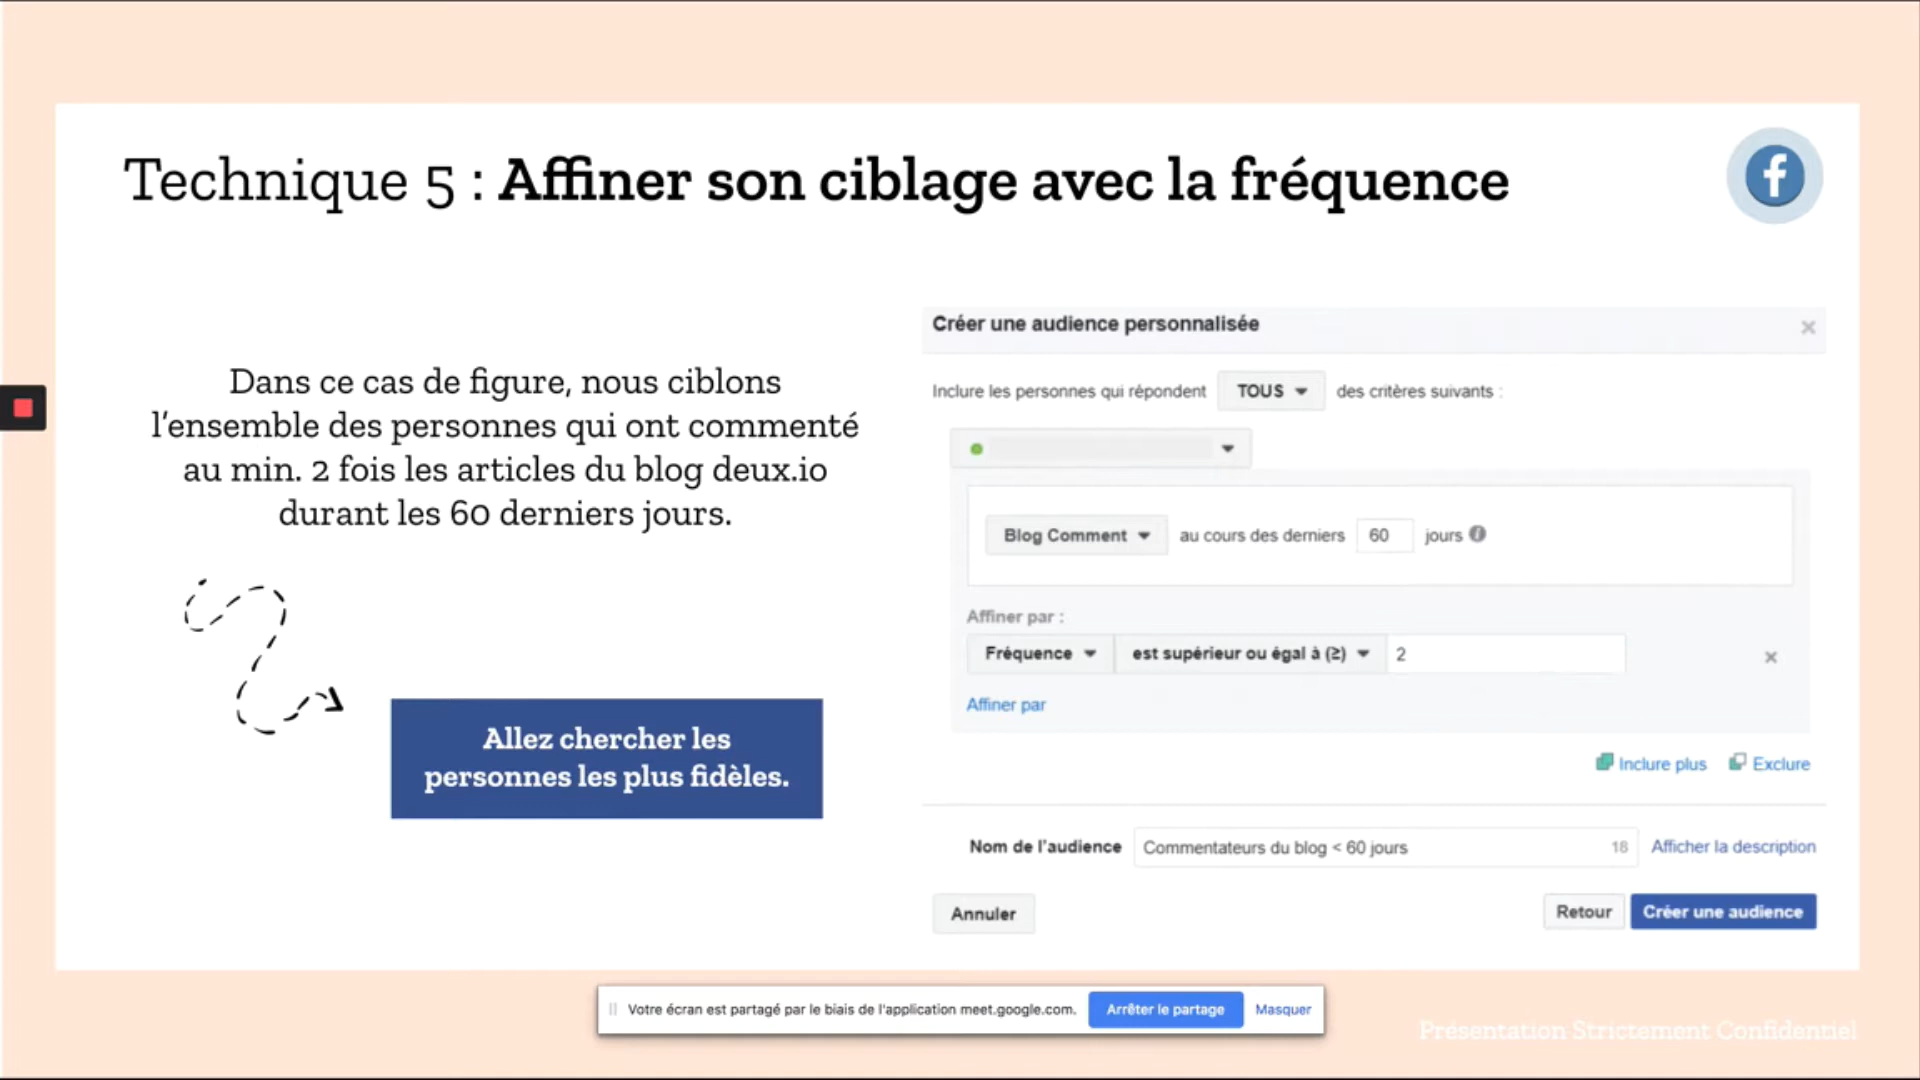 Technique 5 : Affiner son ciblage avec la fréquence
Dans ce cas de figure, nous ciblons
l'ensemble des personnes qui ont commenté
au min. 2 fois les articles du blog deux.io
durant les 60 derniers jours.
Allez chercher les
personnes les plus fidèles.
Créer une audience personnalisée
Inclure les personnes qui répondent TOUS des critères suivants :
Blog Comment au cours des derniers 60 jours
Affiner par :
Fréquence est supérieur ou égal à (≥) 2
Affiner par
Inclure plus Exclure
Nom de l'audience Commentateurs du blog < 60 jours 18 Afficher la description
Annuler Retour Créer une audience
Votre écran est partagé par le biais de l'application meet.google.com. Arrêter le partage Masquer
Présentation Strictement Confidentiel